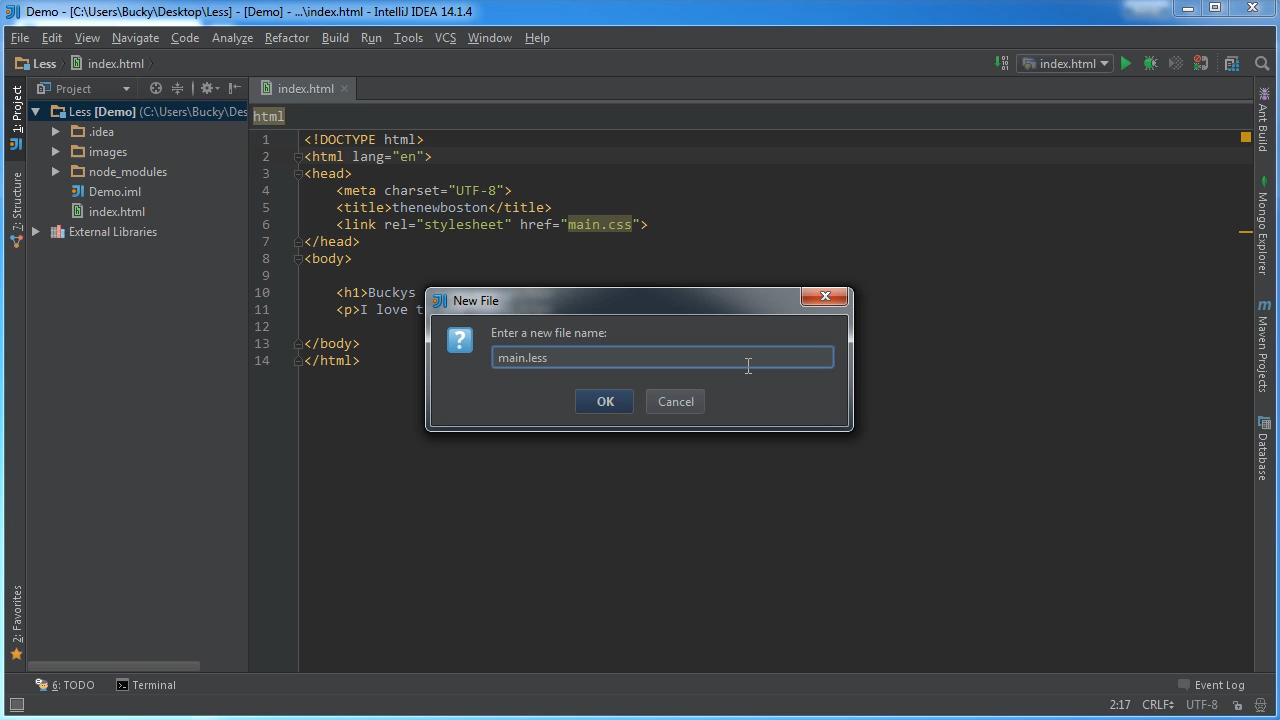 Demo - [C:\Users\Bucky\Desktop\Less] - [Demo] - ...\index.html - IntelliJ IDEA 14.1.4
File Edit View Navigate Code Analyze Refactor Build Run Tools VCS Window Help
Less index.html
index.html
Project
index.html
1: Project
7: Structure
2: Favorites
Less [Demo] (C:\Users\Bucky\Des
.idea
images
node_modules
Demo.iml
index.html
External Libraries
html
1 <!DOCTYPE html>
2 <html lang="en">
3 <head>
4 <meta charset="UTF-8">
5 <title>thenewboston</title>
6 <link rel="stylesheet" href="main.css">
7 </head>
8 <body>
9
10 <h1>Buckys
11 <p>I love t
12
13 </body>
14 </html>
New File
Enter a new file name:
main.less
OK Cancel
Ant Build
Mongo Explorer
Maven Projects
Database
6: TODO Terminal Event Log
2:17 CRLF UTF-8